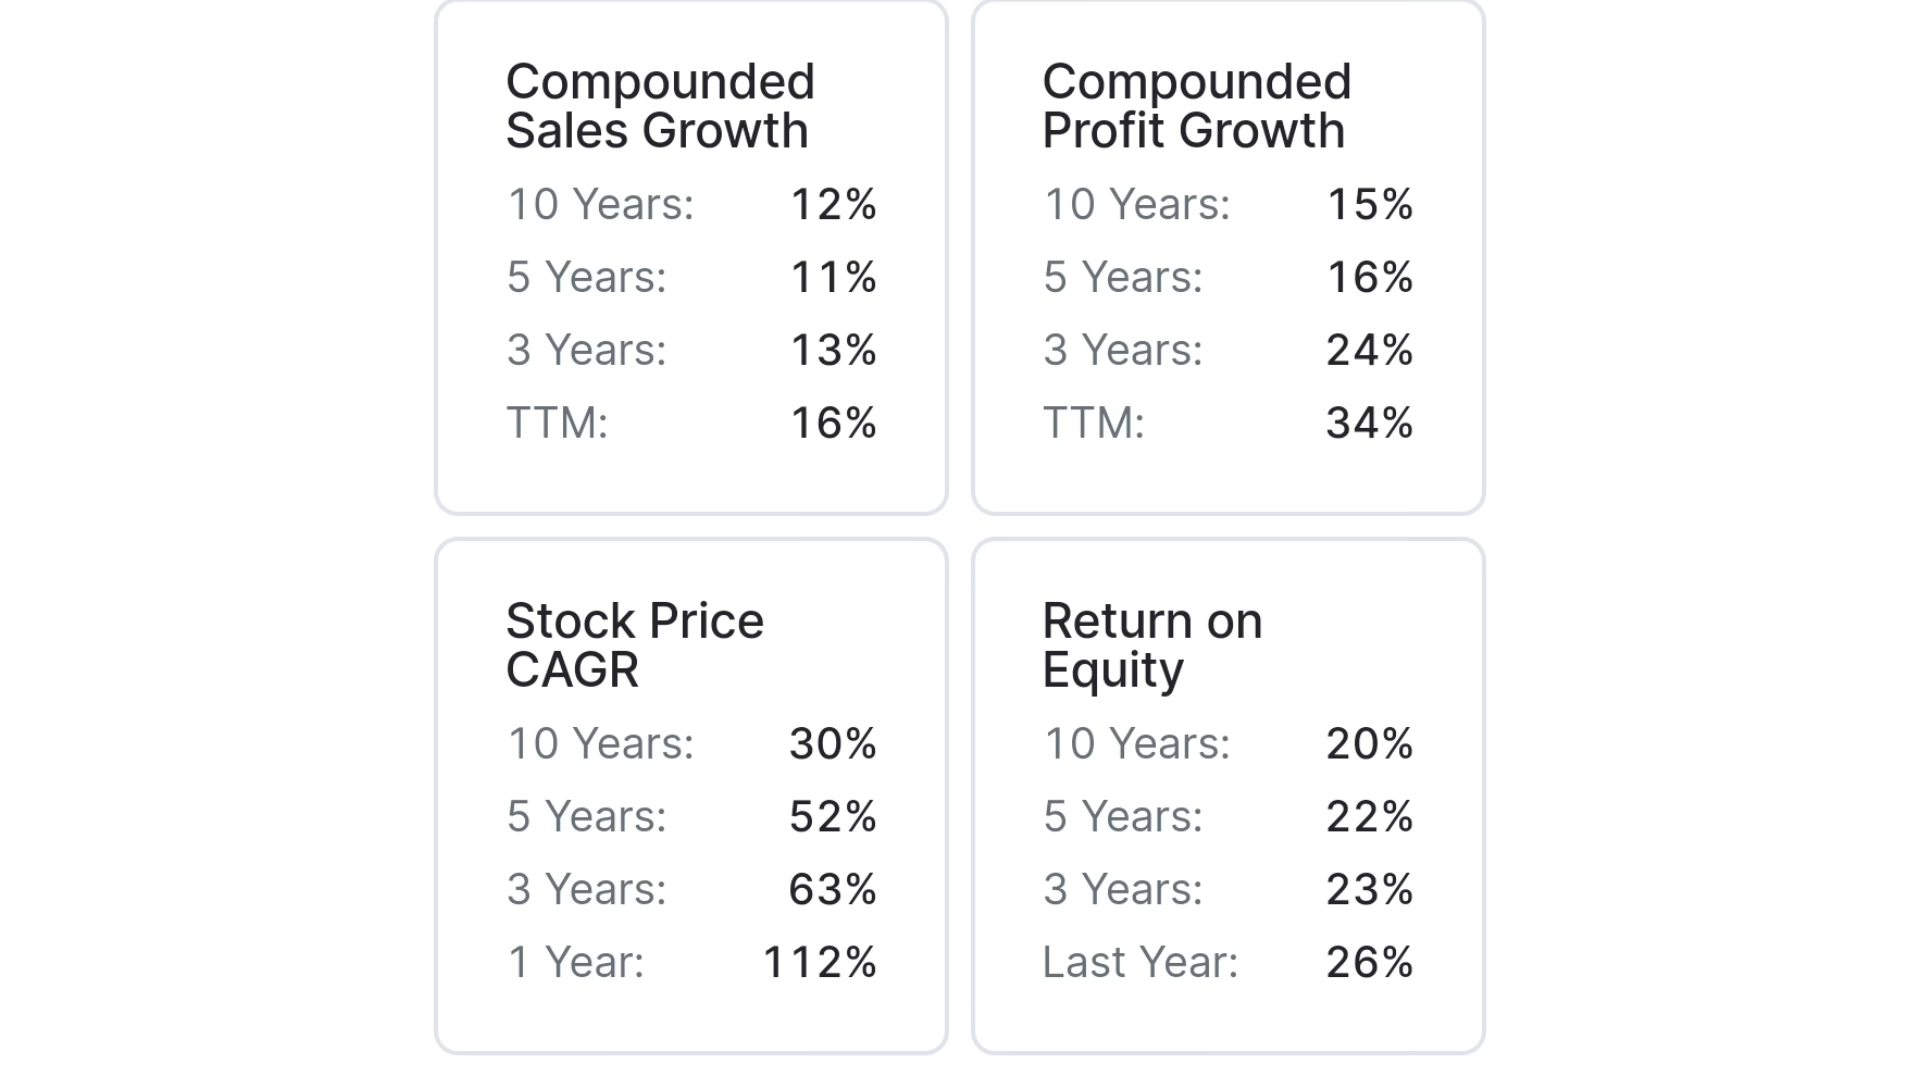 Compounded
Sales Growth
10 Years: 12%
5 Years: 11%
3 Years: 13%
TTM: 16%
Compounded
Profit Growth
10 Years: 15%
5 Years: 16%
3 Years: 24%
TTM: 34%
Stock Price
CAGR
10 Years: 30%
5 Years: 52%
3 Years: 63%
1 Year: 112%
Return on
Equity
10 Years: 20%
5 Years: 22%
3 Years: 23%
Last Year: 26%